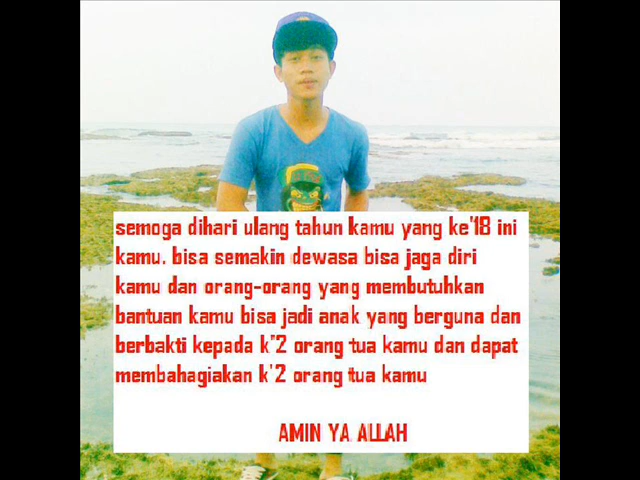 semoga dihari ulang tahun kamu yang ke'18 ini
kamu. bisa semakin dewasa bisa jaga diri
kamu dan orang-orang yang membutuhkan
bantuan kamu bisa jadi anak yang berguna dan
berbakti kepada k"2 orang tua kamu dan dapat
membahagiakan k'2 orang tua kamu
AMIN YA ALLAH